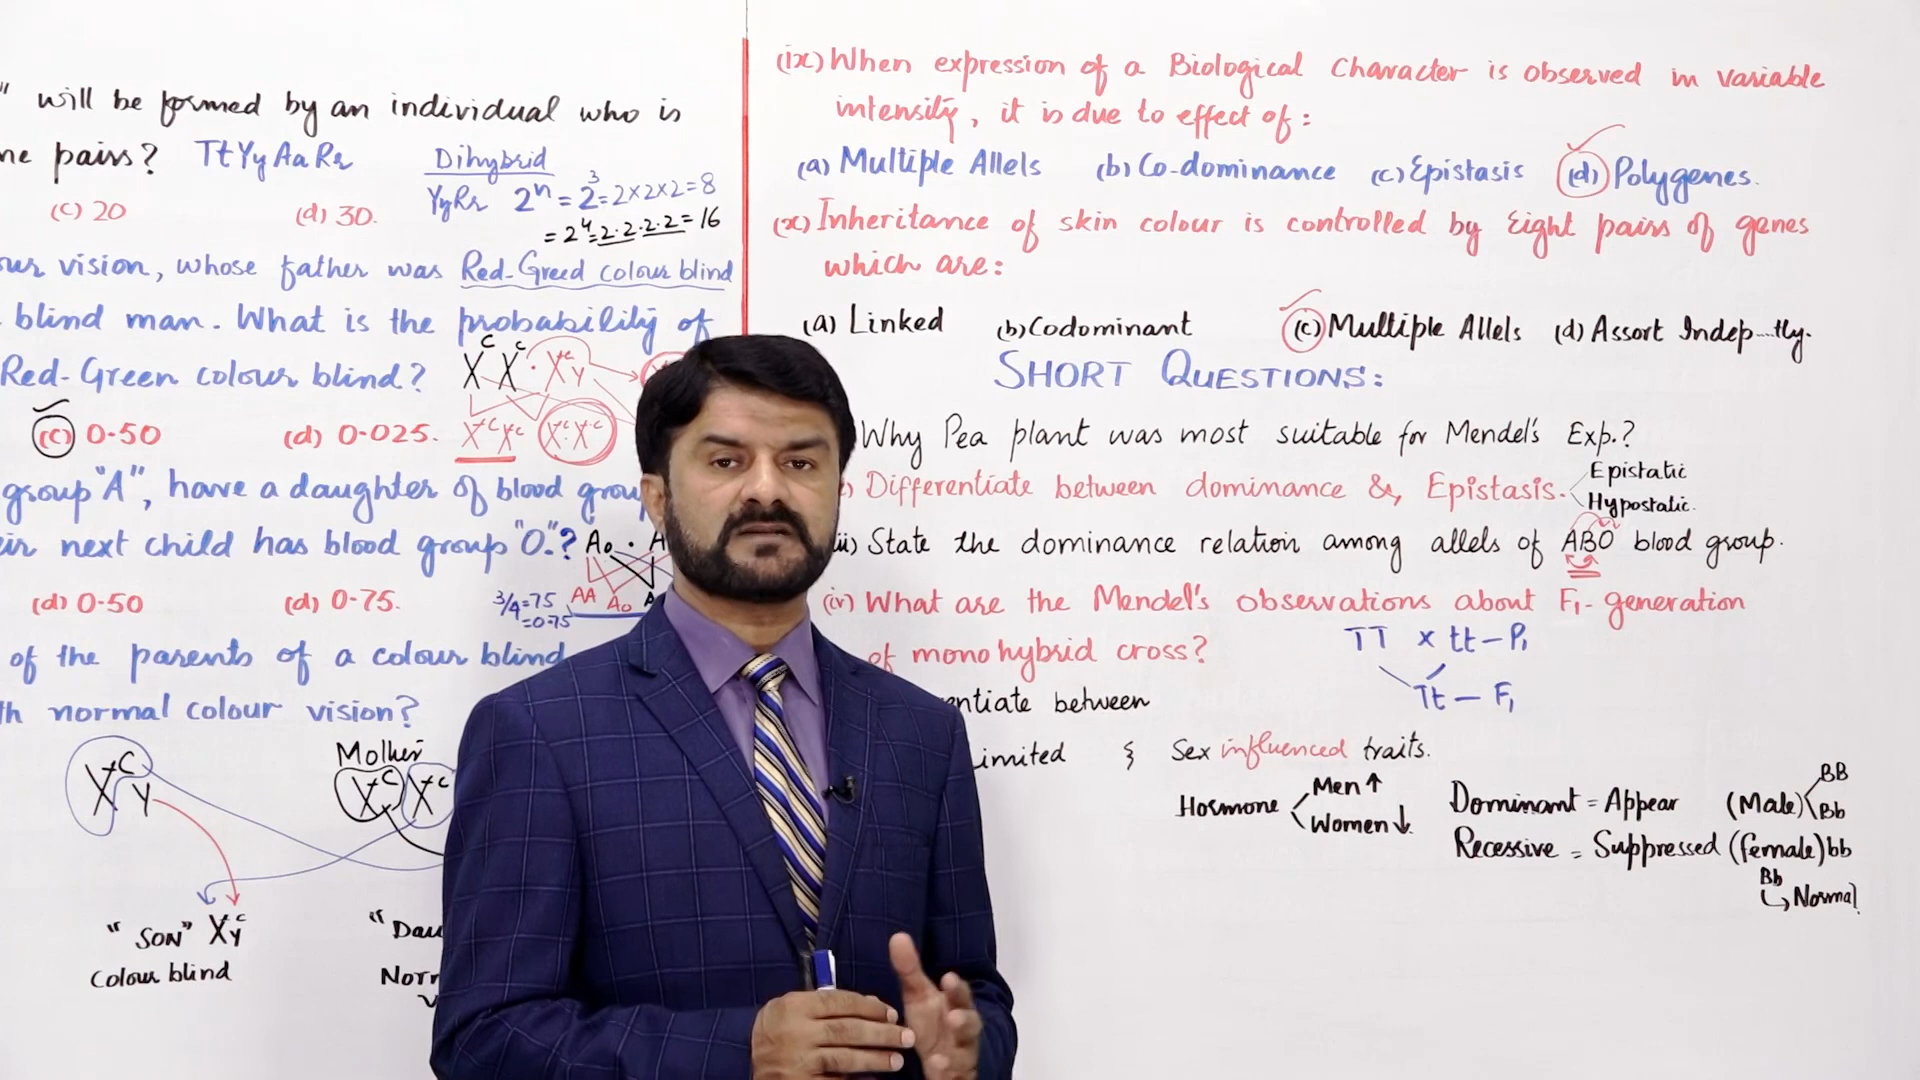 " will be formed by an individual who is
ne pairs? TtYyAaRr
Dihybrid
YyRr 2ⁿ = 2³ = 2×2×2=8
= 2⁴ = 2·2·2·2 = 16
(c) 20 (d) 30.
our vision, whose father was Red-Greed colour blind
blind man. What is the probability of
Red-Green colour blind?
(c) 0-50 (d) 0-025.
group "A", have a daughter of blood grou
eir next child has blood group "O."?
Ao · A
AA Ao A
3/4=75
=0.75
(d) 0-50 (d) 0-75.
of the parents of a colour blind
th normal colour vision?
Mother
"SON"
Colour blind
"Dau
Norr
(ix) When expression of a Biological Character is observed in variable
intensity, it is due to effect of:
(a) Multiple Allels (b) Co-dominance (c) Epistasis (d) Polygenes.
(x) Inheritance of skin colour is controlled by Eight pairs of genes
which are:
(a) Linked (b) Codominant (c) Multiple Allels (d) Assort Indep...tly.
SHORT QUESTIONS:
Why Pea plant was most suitable for Mendel's Exp.?
Differentiate between dominance &, Epistasis.
Epistatic
Hypostatic.
ii) State the dominance relation among allels of ABO blood group.
(iv) What are the Mendel's observations about F₁-generation
of monohybrid cross?
TT × tt – P₁
Tt – F₁
entiate between
imited & Sex influenced traits.
Hormone Men ↑
Women ↓
Dominant = Appear (Male) BB
Bb
Recessive = Suppressed (female) bb
Bb
↳ Normal